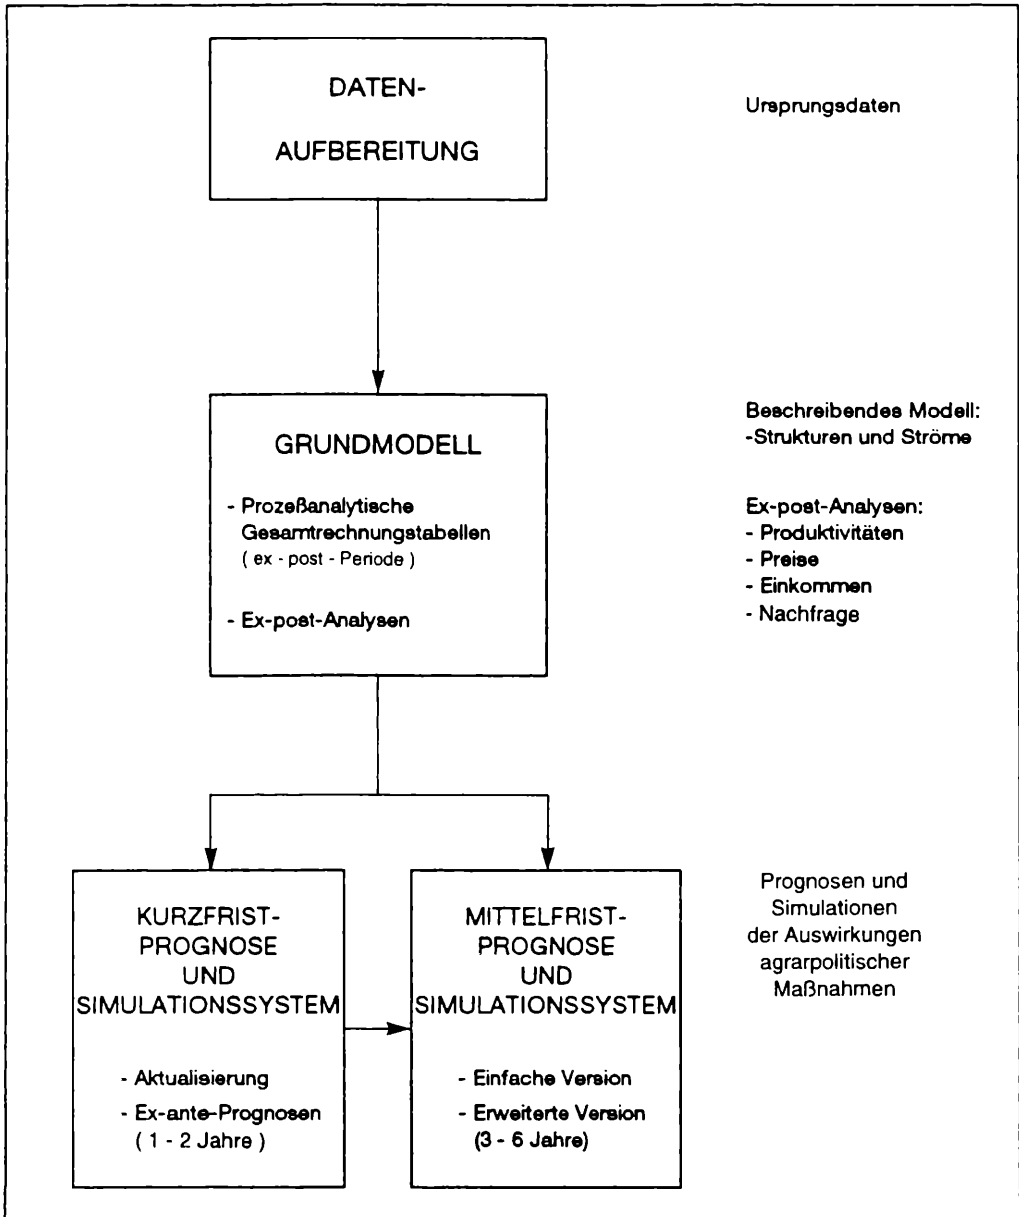 DATEN-
AUFBEREITUNG
Ursprungsdaten
GRUNDMODELL
- Prozeßanalytische
Gesamtrechnungstabellen
( ex - post - Periode )
- Ex-post-Analysen
Beschreibendes Modell:
-Strukturen und Ströme
Ex-post-Analysen:
- Produktivitäten
- Preise
- Einkommen
- Nachfrage
KURZFRIST-
PROGNOSE
UND
SIMULATIONSSYSTEM
- Aktualisierung
- Ex-ante-Prognosen
( 1 - 2 Jahre )
MITTELFRIST-
PROGNOSE
UND
SIMULATIONSSYSTEM
- Einfache Version
- Erweiterte Version
(3 - 6 Jahre)
Prognosen und
Simulationen
der Auswirkungen
agrarpolitischer
Maßnahmen